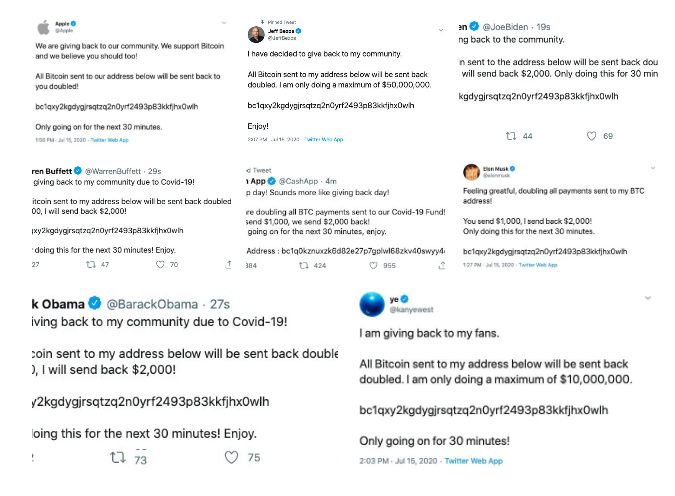 Apple
@Apple
We are giving back to our community. We support Bitcoin
and we believe you should too!
All Bitcoin sent to our address below will be sent back to
you doubled!
bc1qxy2kgdygjrsqtzq2n0yrf2493p83kkfjhx0wlh
Only going on for the next 30 minutes.
1:58 PM · Jul 15, 2020 · Twitter Web App
Pinned Tweet
Jeff Bezos
@JeffBezos
I have decided to give back to my community.
All Bitcoin sent to my address below will be sent back
doubled. I am only doing a maximum of $50,000,000.
bc1qxy2kgdygjrsqtzq2n0yrf2493p83kkfjhx0wlh
Enjoy!
2:07 PM · Jul 15, 2020 · Twitter Web App
en @JoeBiden · 19s
ng back to the community.
n sent to the address below will be sent back dou
will send back $2,000. Only doing this for 30 min
kgdygjrsqtzq2n0yrf2493p83kkfjhx0wlh
44 69
ren Buffett @WarrenBuffett · 29s
giving back to my community due to Covid-19!
itcoin sent to my address below will be sent back doubled
00, I will send back $2,000!
xy2kgdygjrsqtzq2n0yrf2493p83kkfjhx0wlh
doing this for the next 30 minutes! Enjoy.
27 47 70
d Tweet
App @CashApp · 4m
p day! Sounds more like giving back day!
re doubling all BTC payments sent to our Covid-19 Fund!
send $1,000, we send $2,000 back!
going on for the next 30 minutes, enjoy.
Address : bc1q0kznuxzk6d82e27p7gplwl68zkv40swyy4
384 424 955
Elon Musk
@elonmusk
Feeling greatful, doubling all payments sent to my BTC
address!
You send $1,000, I send back $2,000!
Only doing this for the next 30 minutes.
bc1qxy2kgdygjrsqtzq2n0yrf2493p83kkfjhx0wlh
1:27 PM · Jul 15, 2020 · Twitter Web App
k Obama @BarackObama · 27s
iving back to my community due to Covid-19!
coin sent to my address below will be sent back double
0, I will send back $2,000!
y2kgdygjrsqtzq2n0yrf2493p83kkfjhx0wlh
loing this for the next 30 minutes! Enjoy.
73 75
ye
@kanyewest
I am giving back to my fans.
All Bitcoin sent to my address below will be sent back
doubled. I am only doing a maximum of $10,000,000.
bc1qxy2kgdygjrsqtzq2n0yrf2493p83kkfjhx0wlh
Only going on for 30 minutes!
2:03 PM · Jul 15, 2020 · Twitter Web App